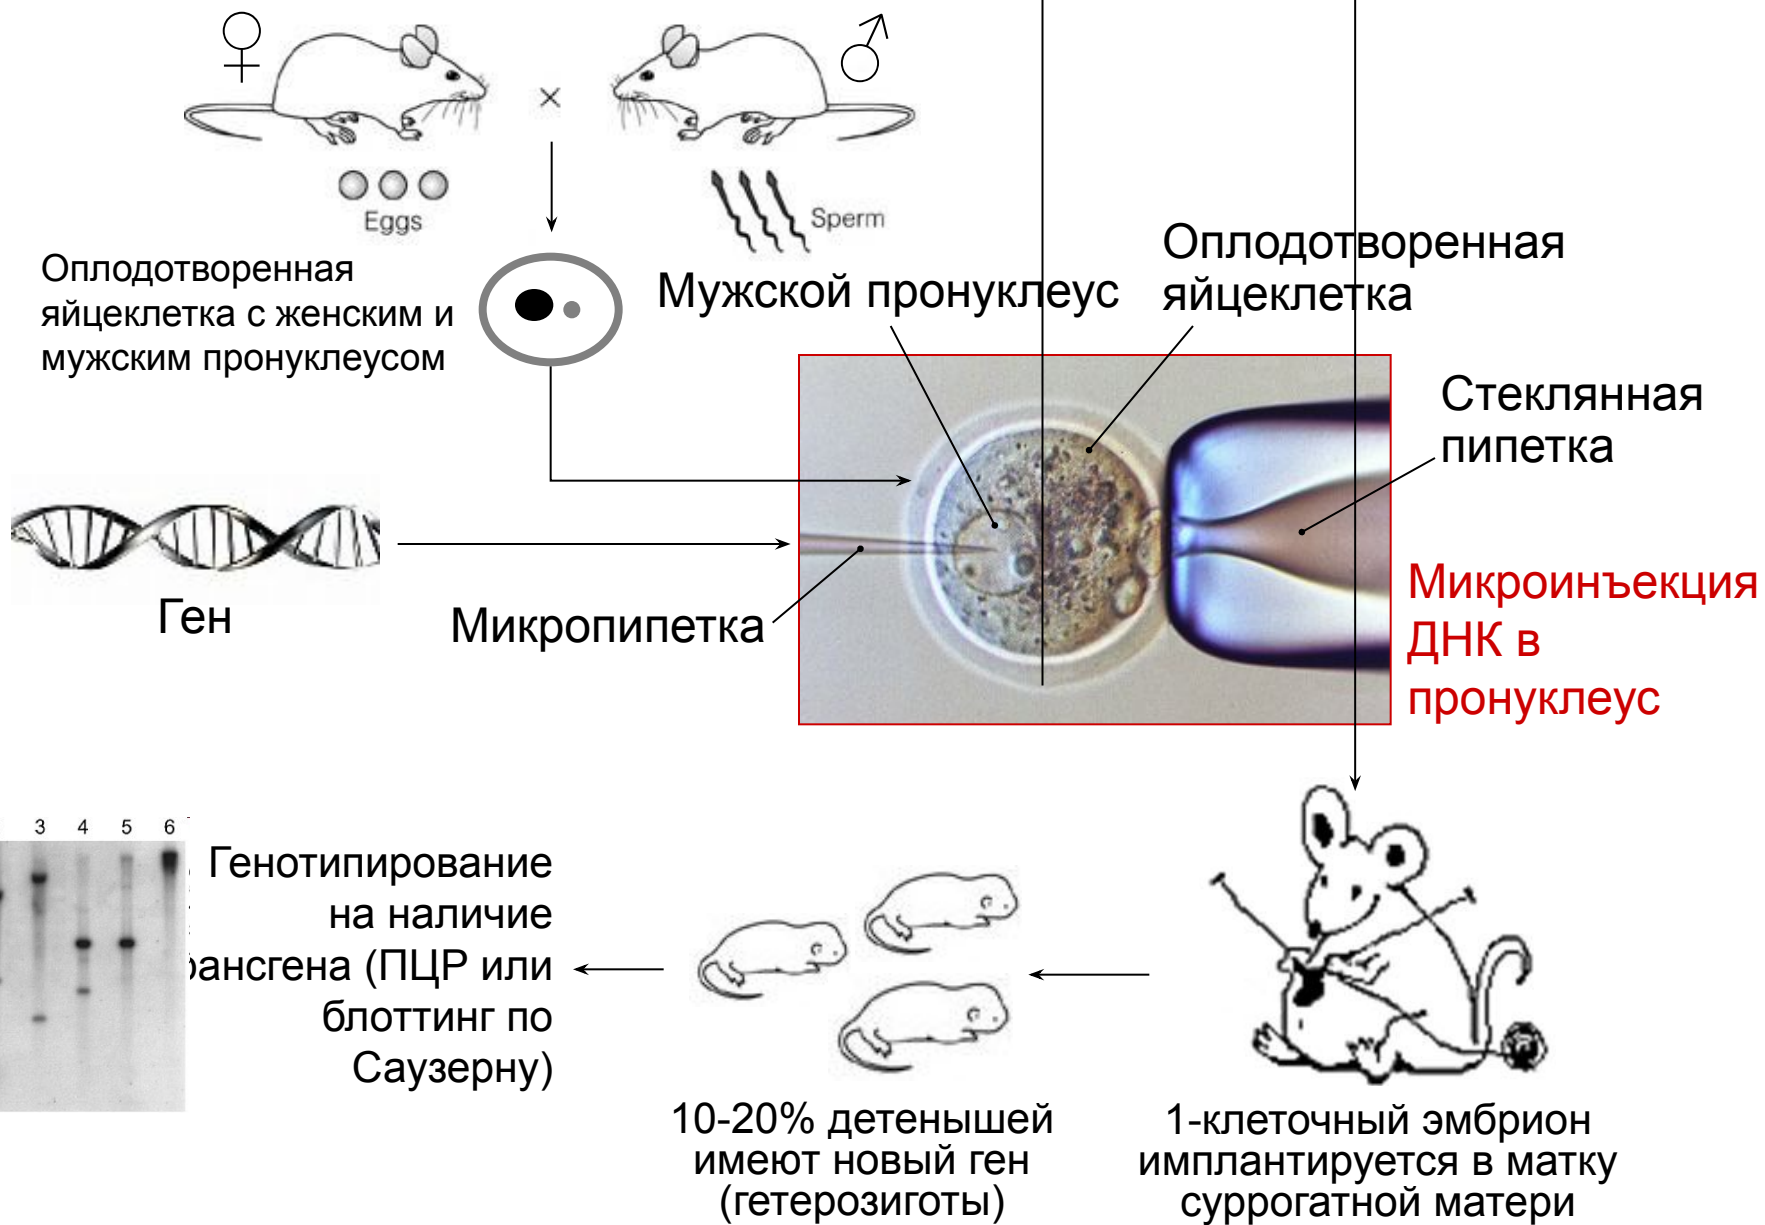 Eggs
Sperm
Оплодотворенная
яйцеклетка с женским и
мужским пронуклеусом
Мужской пронуклеус
Оплодотворенная
яйцеклетка
Стеклянная
пипетка
Ген
Микропипетка
Микроинъекция
ДНК в
пронуклеус
3 4 5 6
Генотипирование
на наличие
рансгена (ПЦР или
блоттинг по
Саузерну)
10-20% детенышей
имеют новый ген
(гетерозиготы)
1-клеточный эмбрион
имплантируется в матку
суррогатной матери